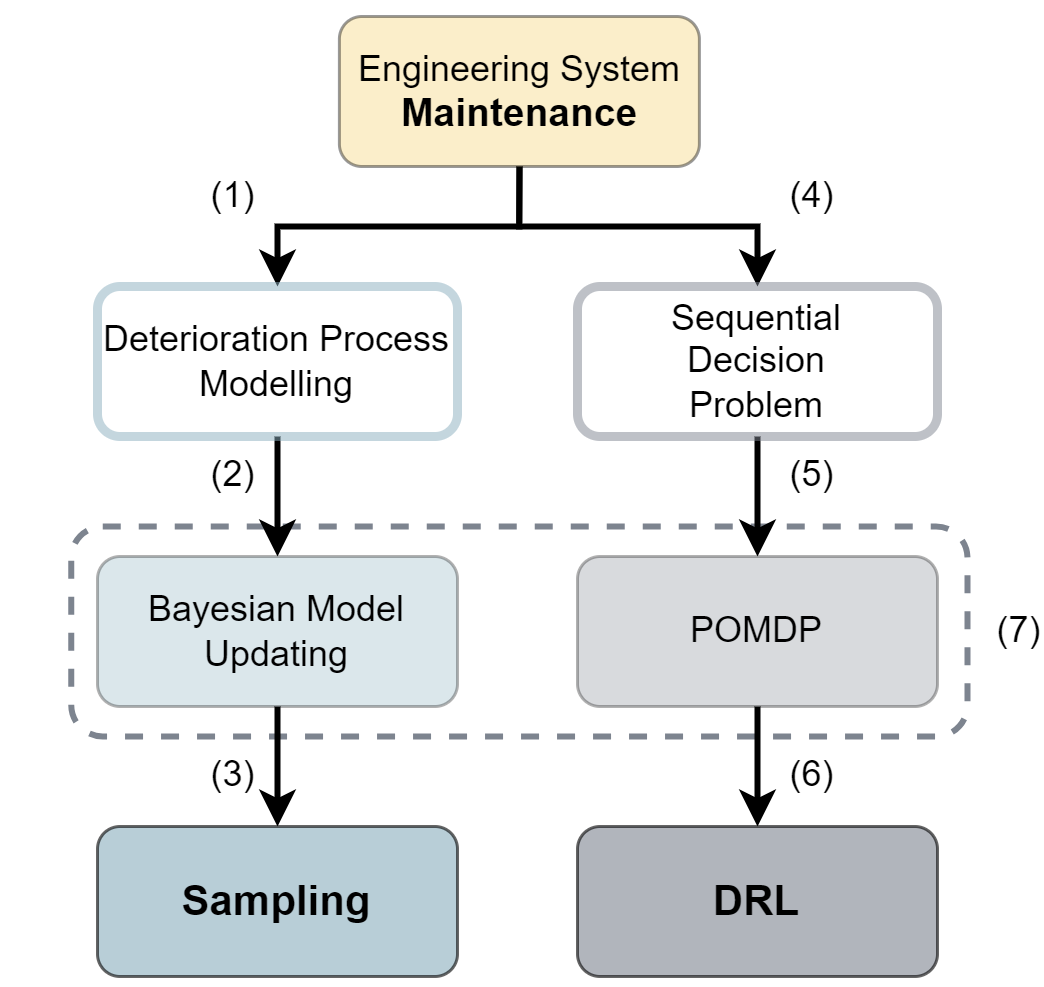 Engineering System
Maintenance
(1)
(4)
Deterioration Process
Modelling
Sequential
Decision
Problem
(2)
(5)
Bayesian Model
Updating
POMDP
(7)
(3)
(6)
Sampling
DRL